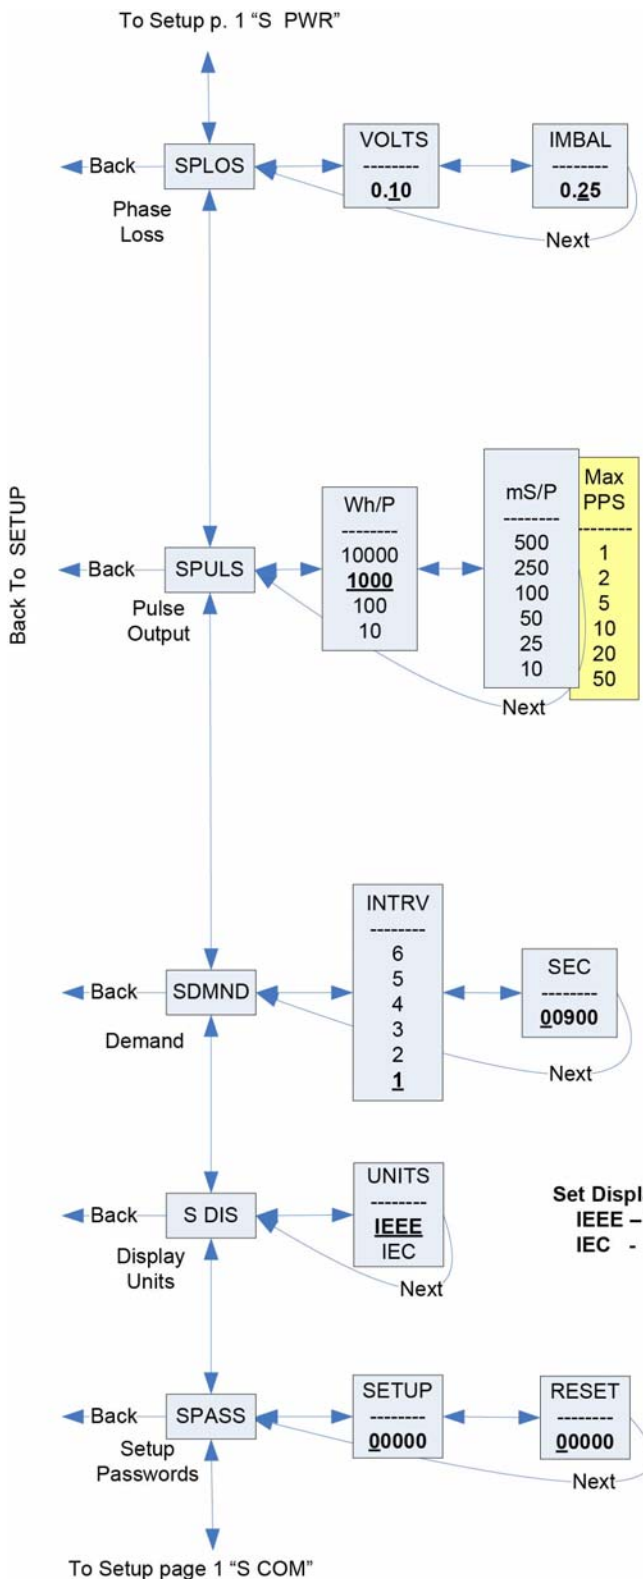 To Setup p. 1 “S PWR”
Back
SPLOS
VOLTS
--------
0.10
IMBAL
--------
0.25
Phase
Loss
Next
Back To SETUP
Back
SPULS
Wh/P
--------
10000
1000
100
10
mS/P
--------
500
250
100
50
25
10
Max
PPS
--------
1
2
5
10
20
50
Pulse
Output
Next
Back
SDMND
INTRV
--------
6
5
4
3
2
1
SEC
--------
00900
Demand
Next
Back
S DIS
UNITS
--------
IEEE
IEC
Set Displ
IEEE –
IEC -
Display
Units
Next
Back
SPASS
SETUP
--------
00000
RESET
--------
00000
Setup
Passwords
Next
To Setup page 1 “S COM”